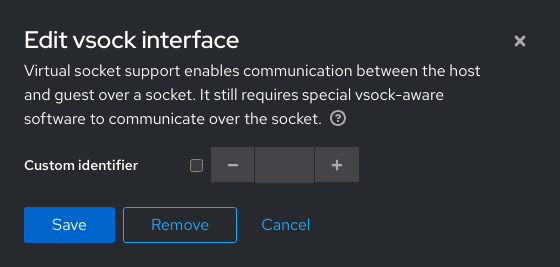 Edit vsock interface
Virtual socket support enables communication between the host
and guest over a socket. It still requires special vsock-aware
software to communicate over the socket.
Custom identifier
Save Remove Cancel